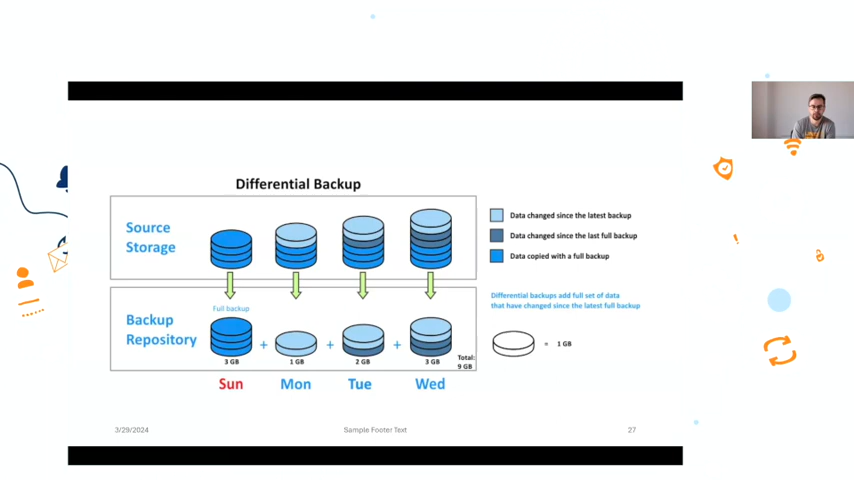 Differential Backup
Source
Storage
Data changed since the latest backup
Data changed since the last full backup
Data copied with a full backup
Differential backups add full set of data
that have changed since the latest full backup
Full backup
Backup
Repository
+ + +
= 1 GB
3 GB 1 GB 2 GB 3 GB
Total:
9 GB
Sun Mon Tue Wed
3/29/2024 Sample Footer Text 27